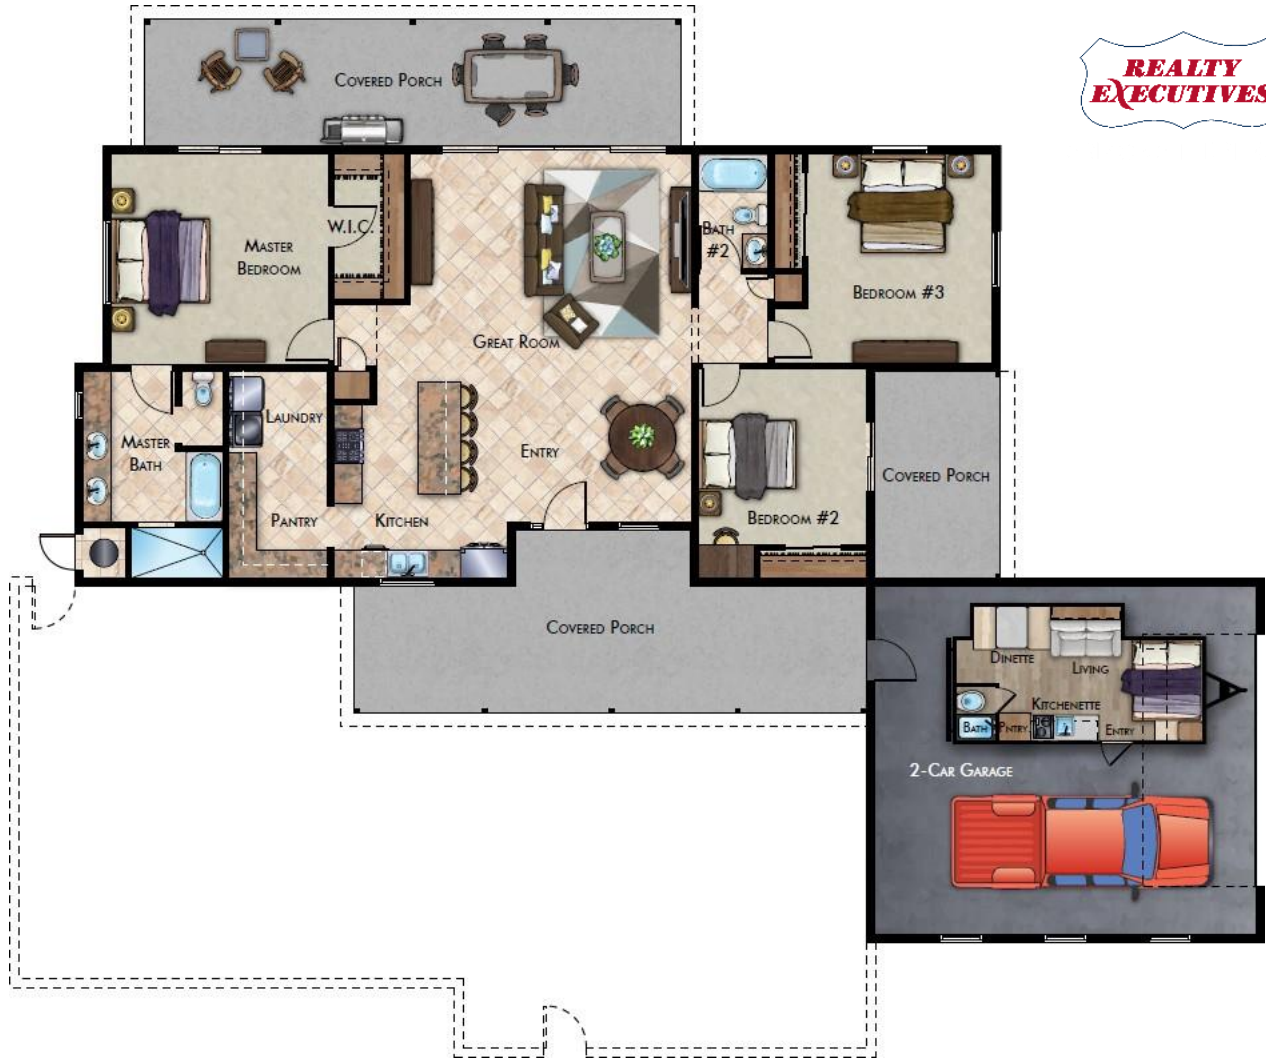 REALTY
EXECUTIVES
Covered Porch
W.I.C.
Master
Bedroom
Bath
#2
Bedroom #3
Great Room
Laundry
Master
Bath
Entry
Covered Porch
Pantry
Kitchen
Bedroom #2
Covered Porch
Dinette
Living
Kitchenette
Bath
Pntry.
Entry
2-Car Garage